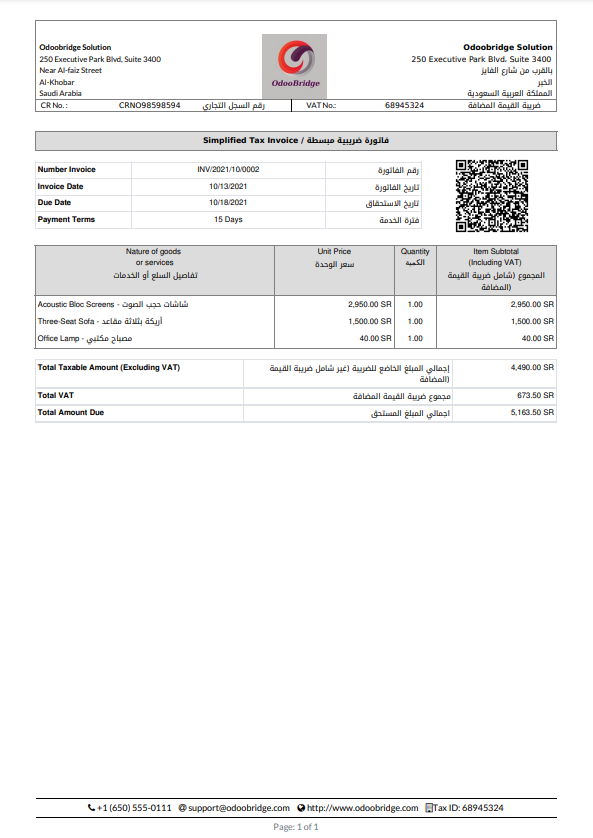 Odoobridge Solution
250 Executive Park Blvd, Suite 3400
Near Al-faiz Street
Al-Khobar
Saudi Arabia
OdooBridge
Odoobridge Solution
250 Executive Park Blvd، Suite 3400
بالقرب من شارع الفايز
الخبر
المملكة العربية السعودية
CR No. : CRNO98598594 رقم السجل التجاري VAT No.: 68945324 ضريبة القيمة المضافة
Simplified Tax Invoice / فاتورة ضريبية مبسطة
Number Invoice INV/2021/10/0002 رقم الفاتورة
Invoice Date 10/13/2021 تاريخ الفاتورة
Due Date 10/18/2021 تاريخ الاستحقاق
Payment Terms 15 Days فترة الخدمة
Nature of goods
or services
تفاصيل السلع أو الخدمات
Unit Price
سعر الوحدة
Quantity
الكمية
Item Subtotal
(Including VAT)
المجموع (شامل ضريبة القيمة
المضافة)
Acoustic Bloc Screens - شاشات حجب الصوت 2,950.00 SR 1.00 2,950.00 SR
Three-Seat Sofa - أريكة بثلاثة مقاعد 1,500.00 SR 1.00 1,500.00 SR
Office Lamp - مصباح مكتبي 40.00 SR 1.00 40.00 SR
Total Taxable Amount (Excluding VAT) إجمالي المبلغ الخاضع للضريبة (غير شامل ضريبة القيمة
المضافة) 4,490.00 SR
Total VAT مجموع ضريبة القيمة المضافة 673.50 SR
Total Amount Due اجمالي المبلغ المستحق 5,163.50 SR
+1 (650) 555-0111 @ support@odoobridge.com http://www.odoobridge.com Tax ID: 68945324
Page: 1 of 1